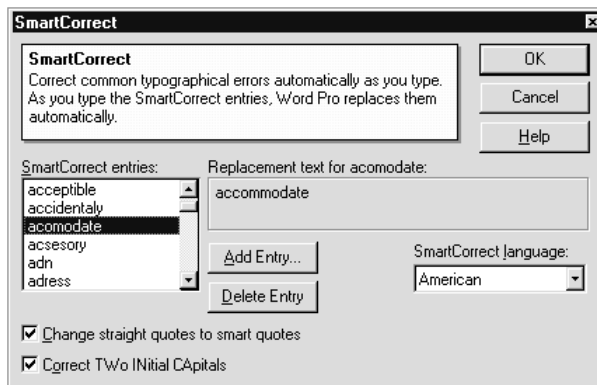 SmartCorrect
SmartCorrect
Correct common typographical errors automatically as you type.
As you type the SmartCorrect entries, Word Pro replaces them
automatically.
OK
Cancel
Help
SmartCorrect entries:
acceptible
accidentaly
acomodate
acsesory
adn
adress
Replacement text for acomodate:
accommodate
Add Entry...
Delete Entry
SmartCorrect language:
American
Change straight quotes to smart quotes
Correct TWo INitial CApitals